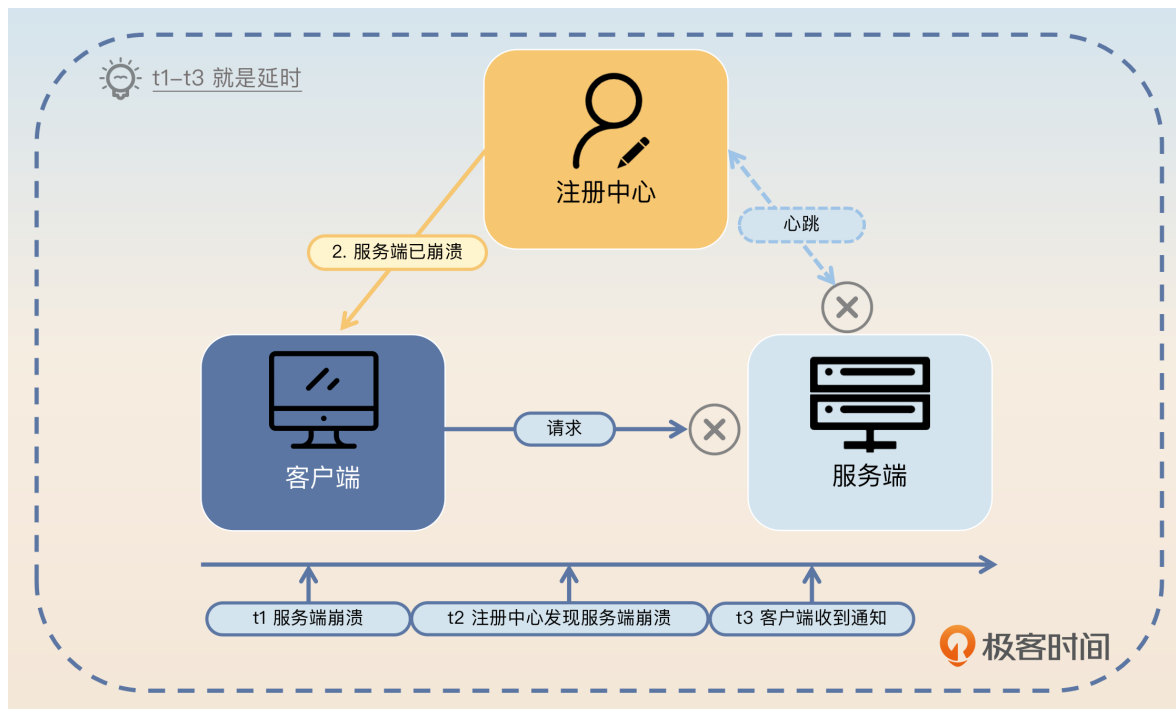 t1–t3 就是延时
注册中心
心跳
2. 服务端已崩溃
请求
客户端
服务端
t1 服务端崩溃
t2 注册中心发现服务端崩溃
t3 客户端收到通知
极客时间